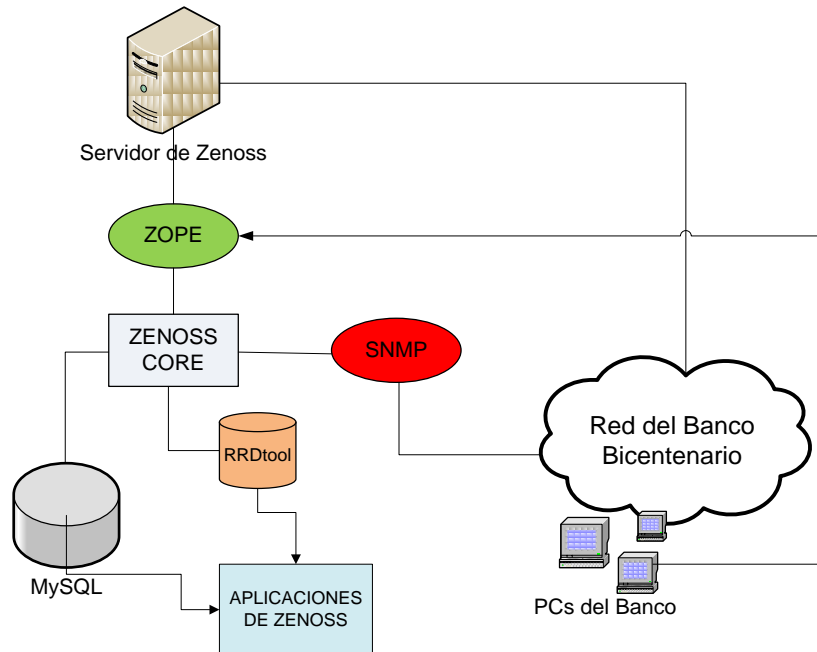 Servidor de Zenoss
ZOPE
ZENOSS
CORE
SNMP
RRDtool
Red del Banco
Bicentenario
MySQL
APLICACIONES
DE ZENOSS
PCs del Banco